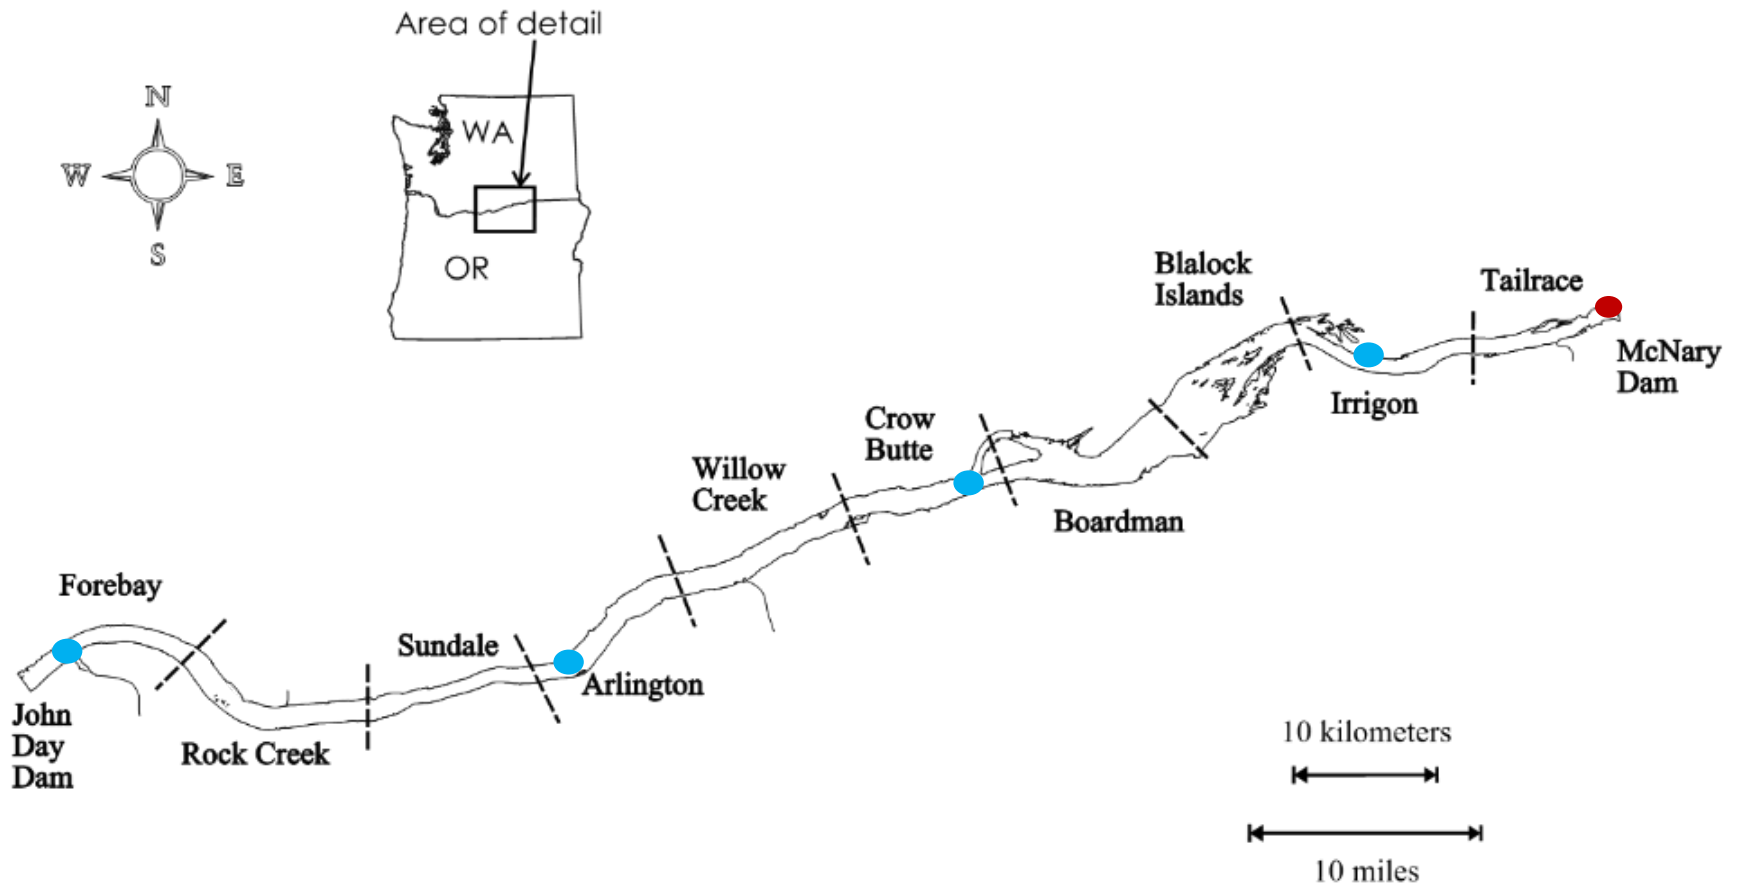 Area of detail
N
W
E
S
WA
OR
Blalock
Islands
Tailrace
McNary
Dam
Irrigon
Crow
Butte
Willow
Creek
Boardman
Forebay
Sundale
Arlington
John
Day
Dam
Rock Creek
10 kilometers
10 miles